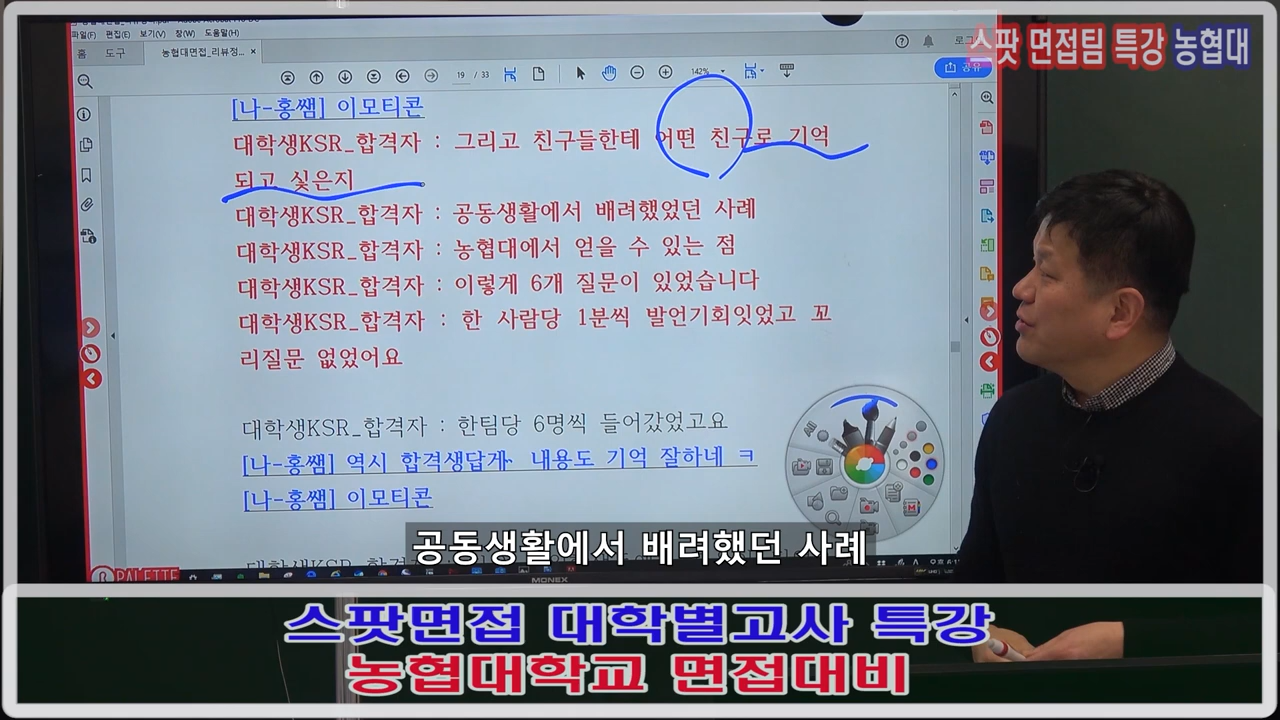 파일(F) 편집(E) 보기(V) 창(W) 도움말(H)
홈 도구 농협대면접_리뷰정... ×
스팟 면접팀 특강 농협대
19 / 33 142% 공유
[나-홍쌤] 이모티콘
대학생KSR_합격자 : 그리고 친구들한테 어떤 친구로 기억
되고 싶은지
대학생KSR_합격자 : 공동생활에서 배려했었던 사례
대학생KSR_합격자 : 농협대에서 얻을 수 있는 점
대학생KSR_합격자 : 이렇게 6개 질문이 있었습니다
대학생KSR_합격자 : 한 사람당 1분씩 발언기회잇었고 꼬
리질문 없었어요
대학생KSR_합격자 : 한팀당 6명씩 들어갔었고요
[나-홍쌤] 역시 합격생답게· 내용도 기억 잘하네 ㅋ
[나-홍쌤] 이모티콘
공동생활에서 배려했던 사례
PALETTE
MONEX
스팟면접 대학별고사 특강
농협대학교 면접대비